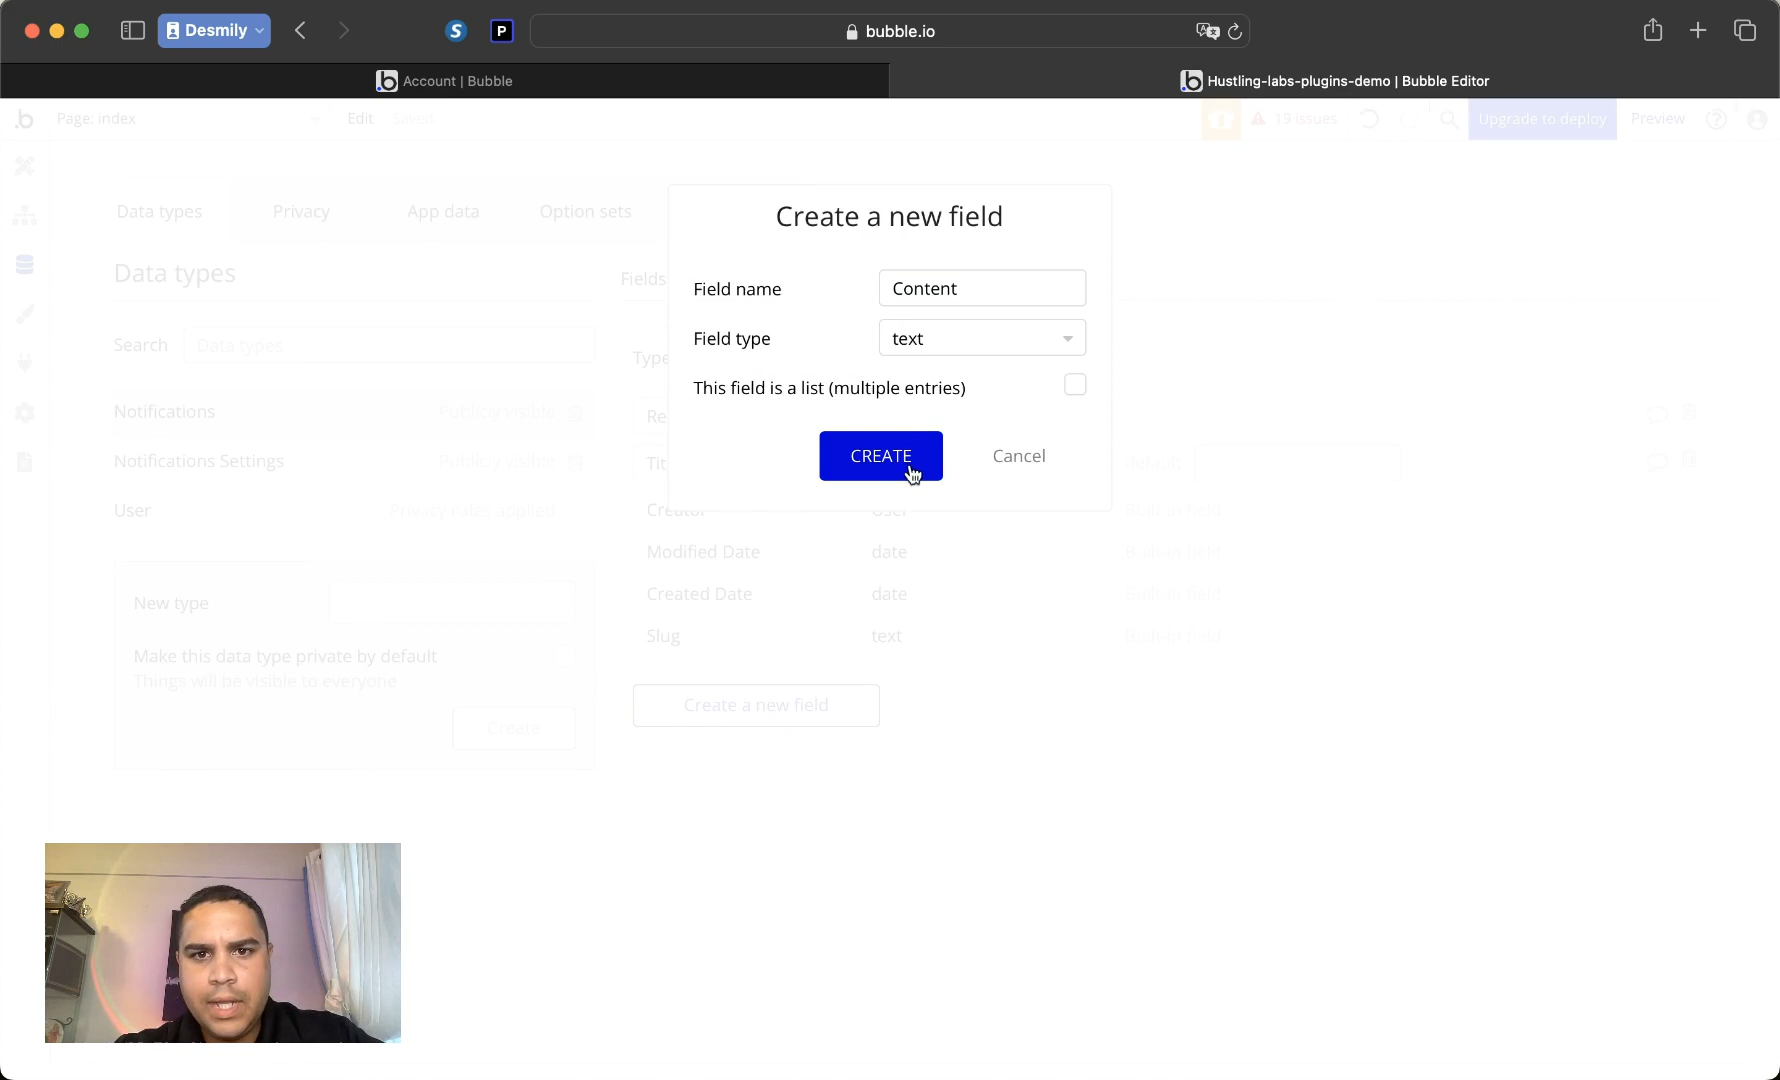 Desmily
S
P
bubble.io
Account | Bubble
Hustling-labs-plugins-demo | Bubble Editor
Page: index
Edit
Saved
19 issues
Upgrade to deploy
Preview
Data types
Privacy
App data
Option sets
Create a new field
Data types
Fields
Field name
Content
Search
Data types
Field type
text
Type
This field is a list (multiple entries)
Notifications
Publicly visible
Re
CREATE
Cancel
Notifications Settings
Publicly visible
Tit
default
User
Privacy rules applied
Creator
User
Built-in field
Modified Date
date
Built-in field
Created Date
date
Built-in field
New type
Slug
text
Built-in field
Make this data type private by default
Things will be visible to everyone
Create
Create a new field